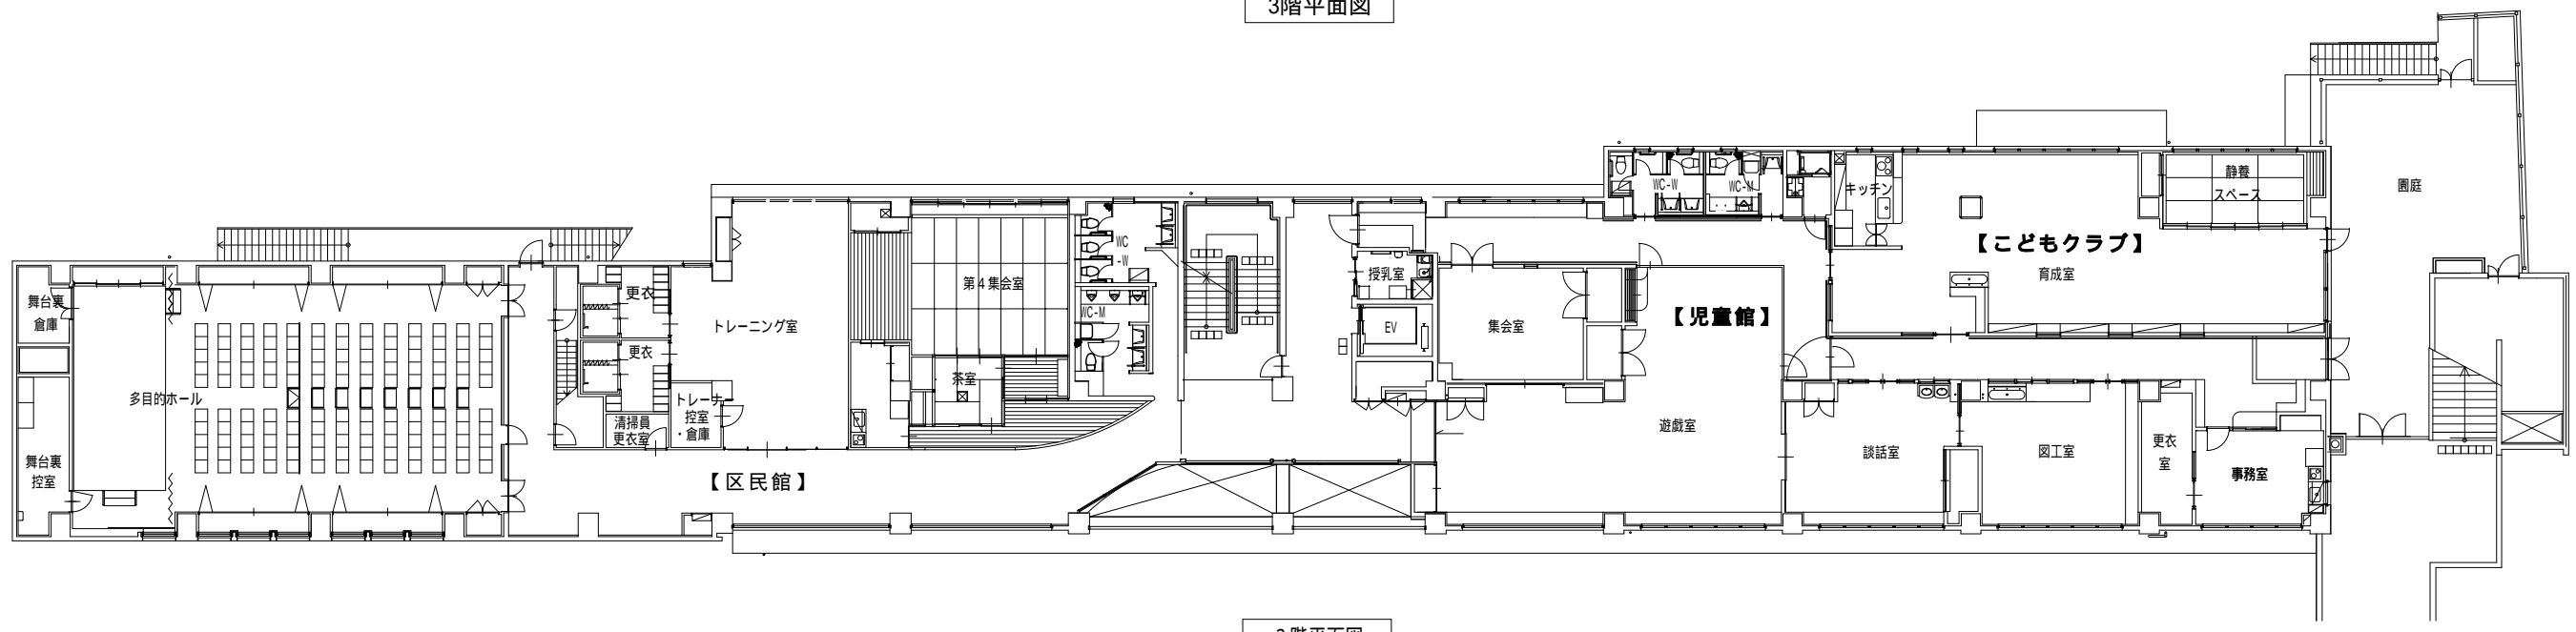 3階平面図
舞台裏
倉庫
多目的ホール
舞台裏
控室
更衣
更衣
清掃員
更衣室
トレーナー
控室
・倉庫
トレーニング室
第4集会室
茶室
WC
-W
WC-M
【区民館】
授乳室
EV
集会室
WC-W
WC-M
【児童館】
遊戯室
キッチン
静養
スペース
【こどもクラブ】
育成室
園庭
談話室
図工室
更衣
室
事務室
2階平面図